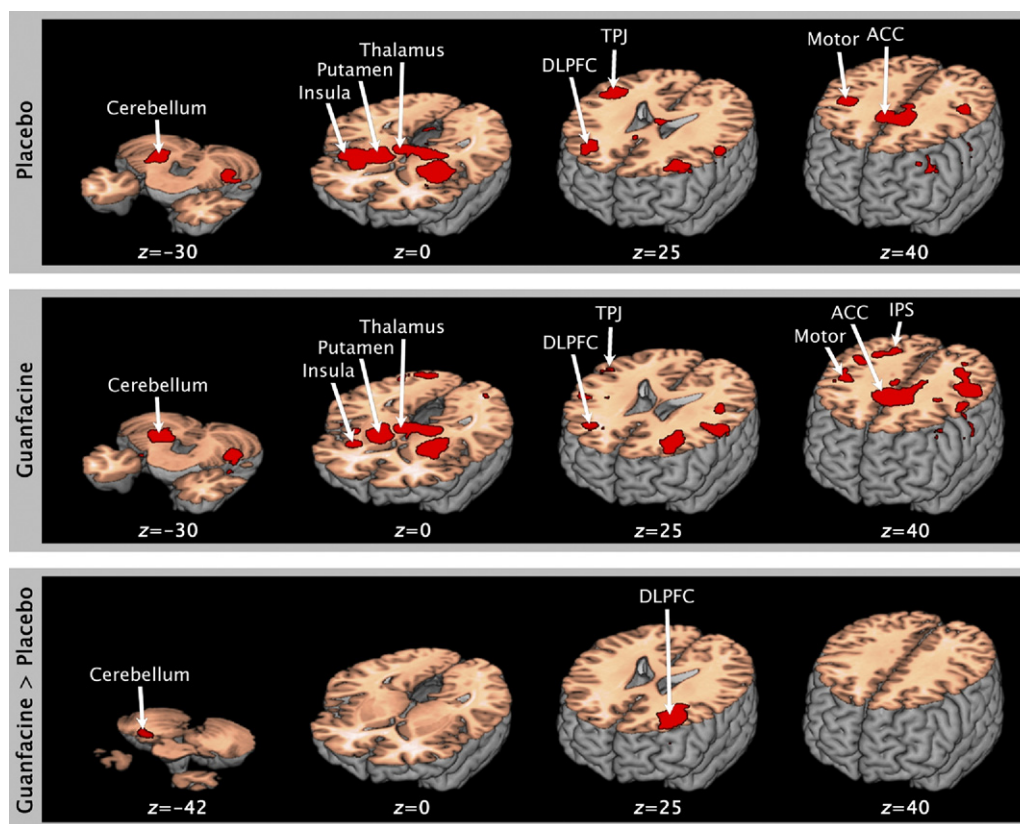 Placebo
Cerebellum
Insula
Putamen
Thalamus
DLPFC
TPJ
Motor
ACC
z=-30
z=0
z=25
z=40
Guanfacine
Cerebellum
Insula
Putamen
Thalamus
DLPFC
TPJ
Motor
ACC
IPS
z=-30
z=0
z=25
z=40
Guanfacine > Placebo
Cerebellum
DLPFC
z=-42
z=0
z=25
z=40